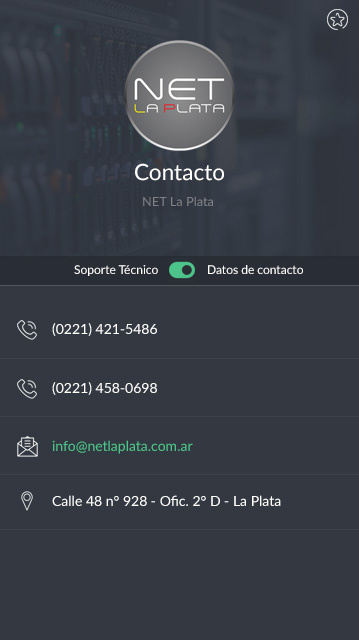 NET
LA PLATA
Contacto
NET La Plata
Soporte Técnico Datos de contacto
(0221) 421-5486
(0221) 458-0698
info@netlaplata.com.ar
Calle 48 n° 928 - Ofic. 2° D - La Plata